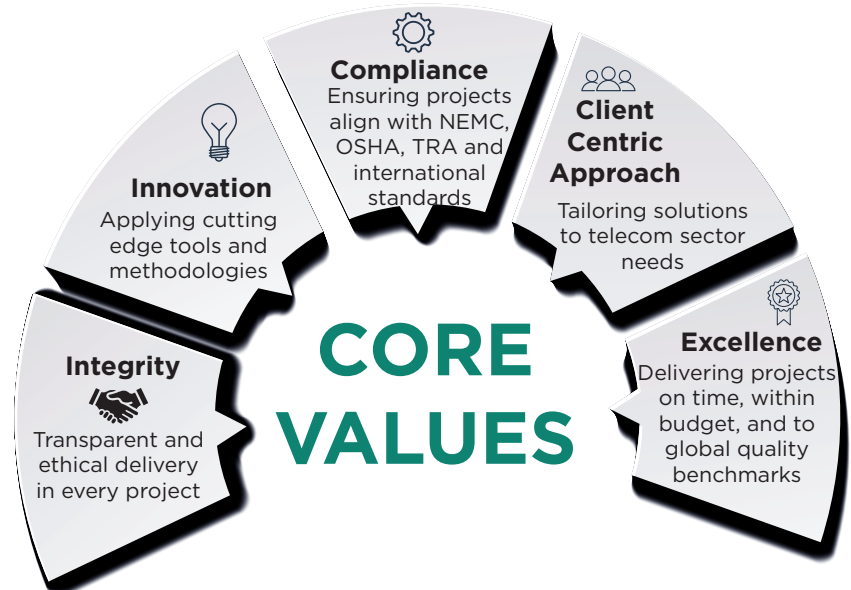 Integrity
Transparent and
ethical delivery
in every project
Innovation
Applying cutting
edge tools and
methodologies
Compliance
Ensuring projects
align with NEMC,
OSHA, TRA and
international
standards
Client
Centric
Approach
Tailoring solutions
to telecom sector
needs
Excellence
Delivering projects
on time, within
budget, and to
global quality
benchmarks
CORE
VALUES